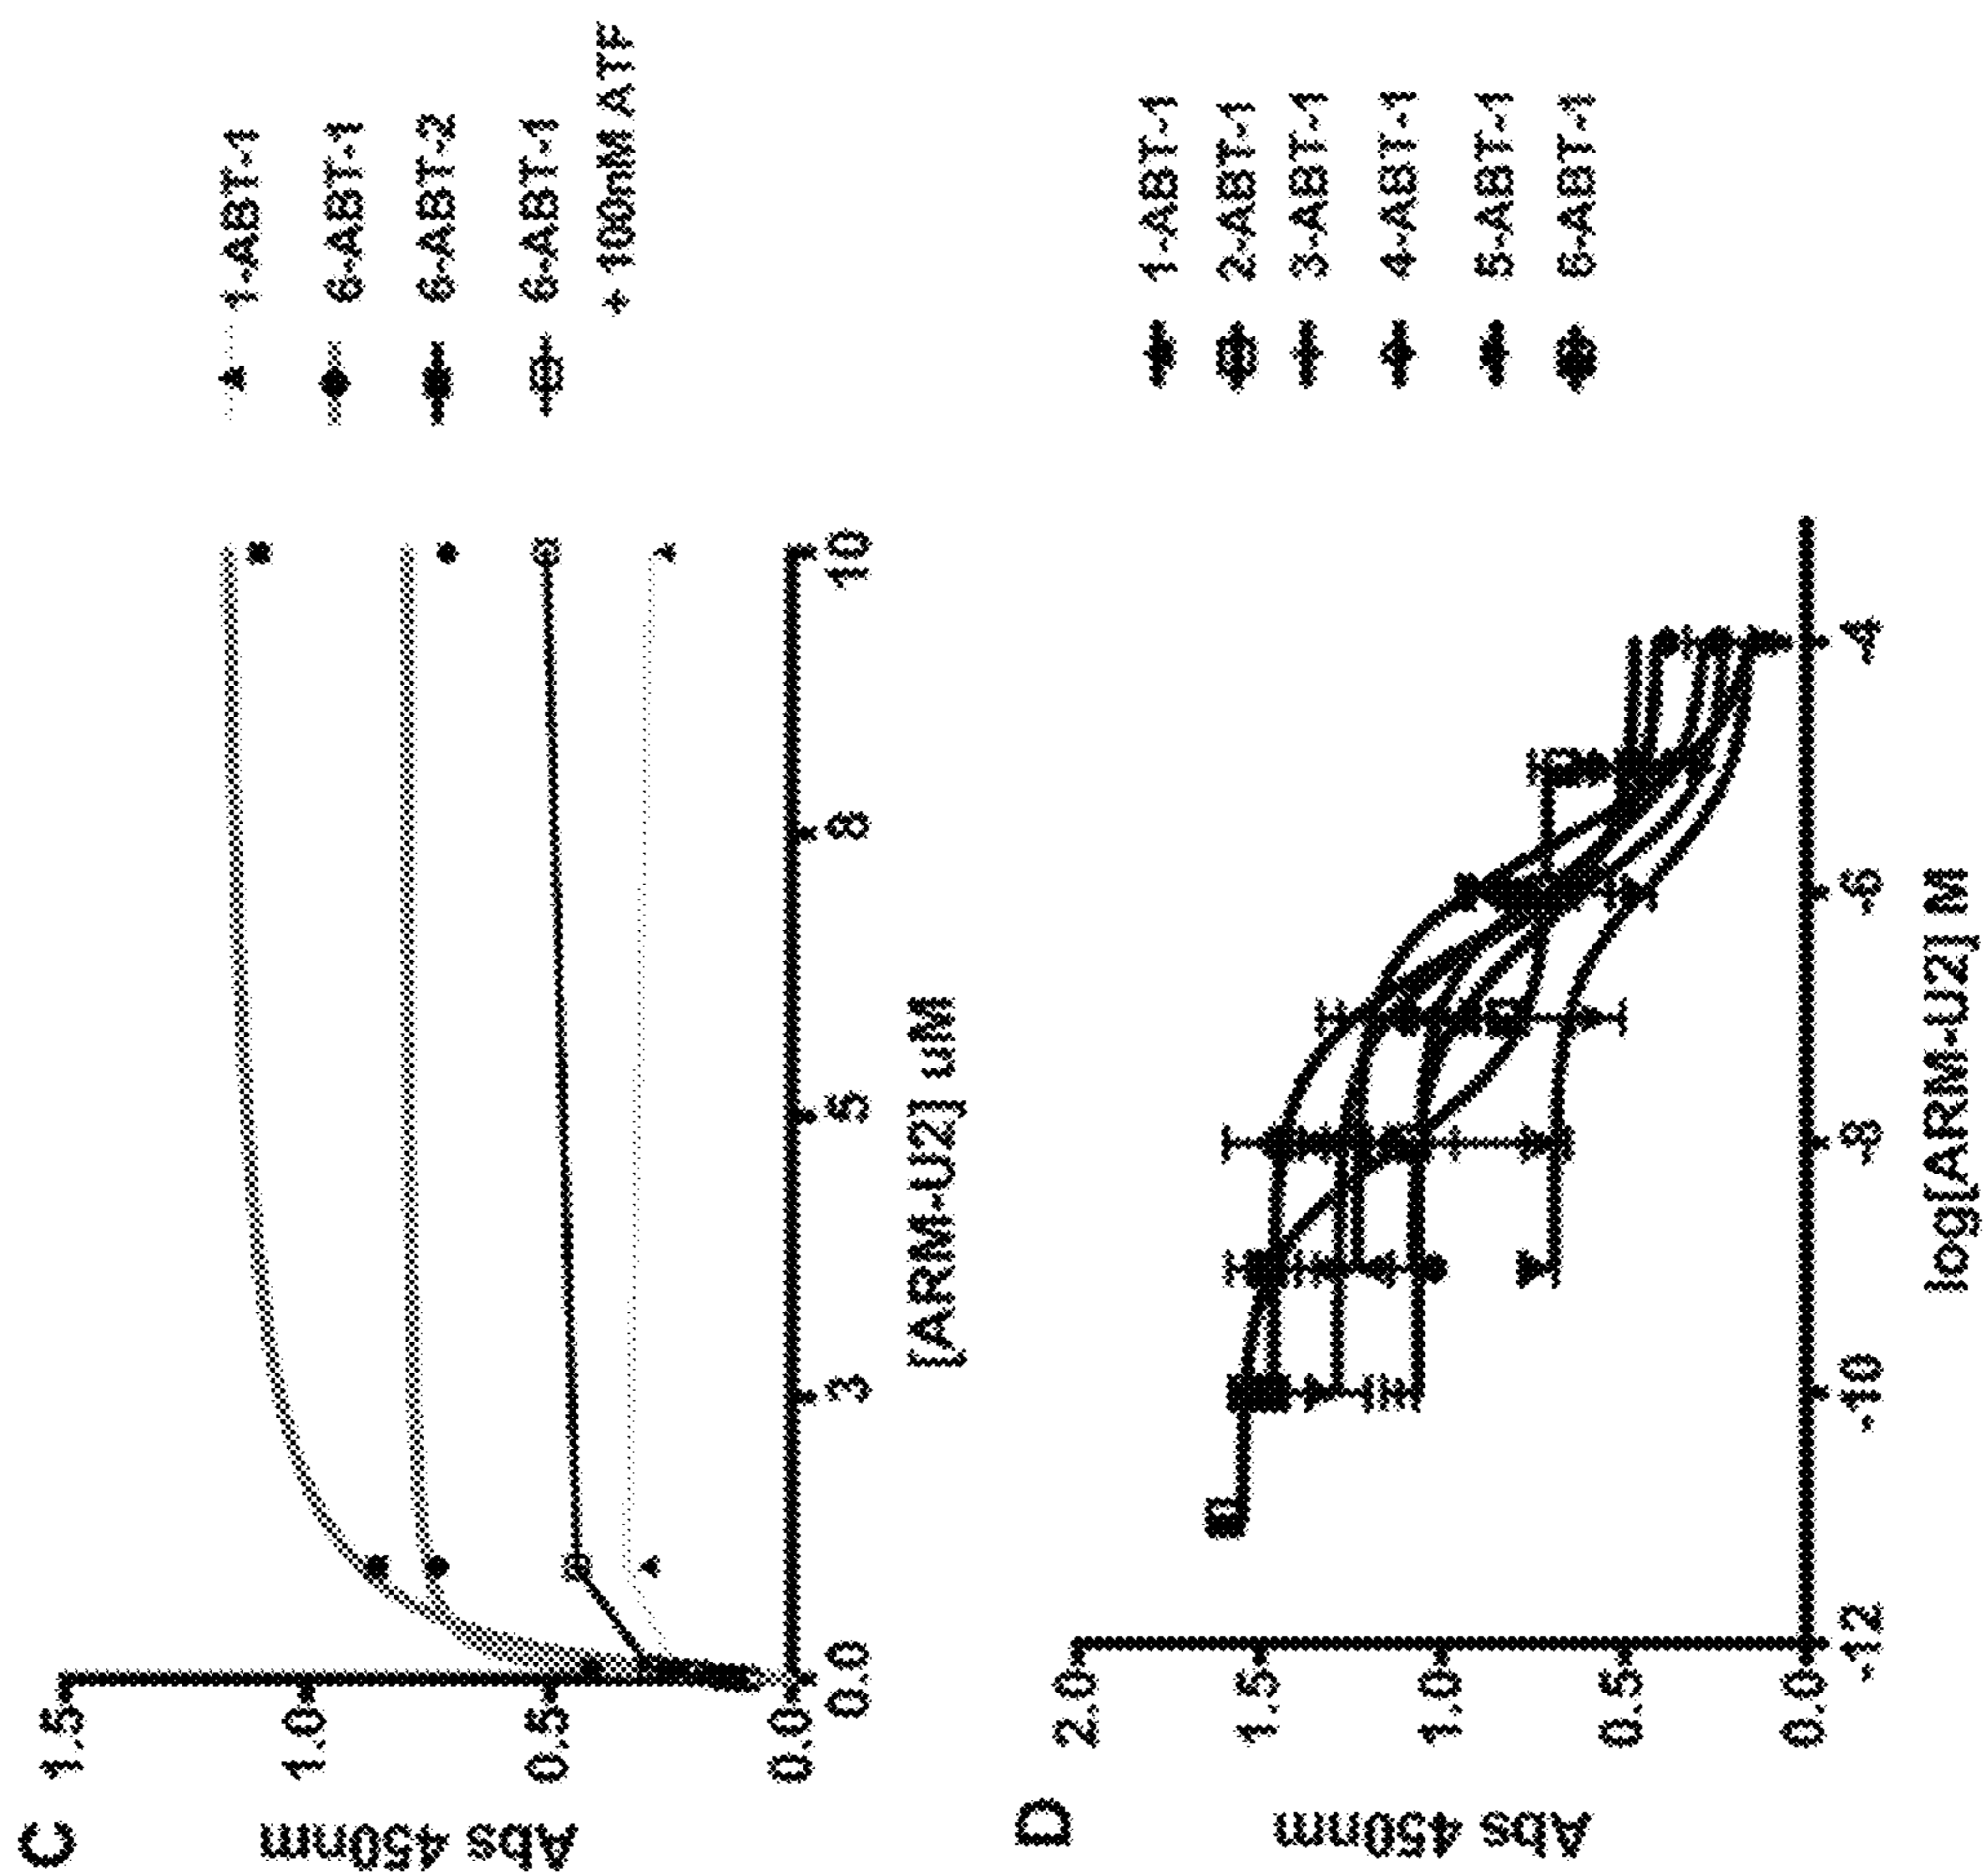 C
Abs 450nm
1.5
1.0
0.5
0.0
0.0
3
5
8
10
[ARM-U2] uM
1-ABT-1
6-ABT-1
6-ABT-2
6-ABT-1
+ 100nM ATF
D
Abs 450nm
2.0
1.5
1.0
0.5
0.0
-12
-10
-9
-6
-4
log[ARM-U2] M
1-ABT-1
2-ABT-1
3-ABT-1
4-ABT-1
5-ABT-1
6-ABT-1